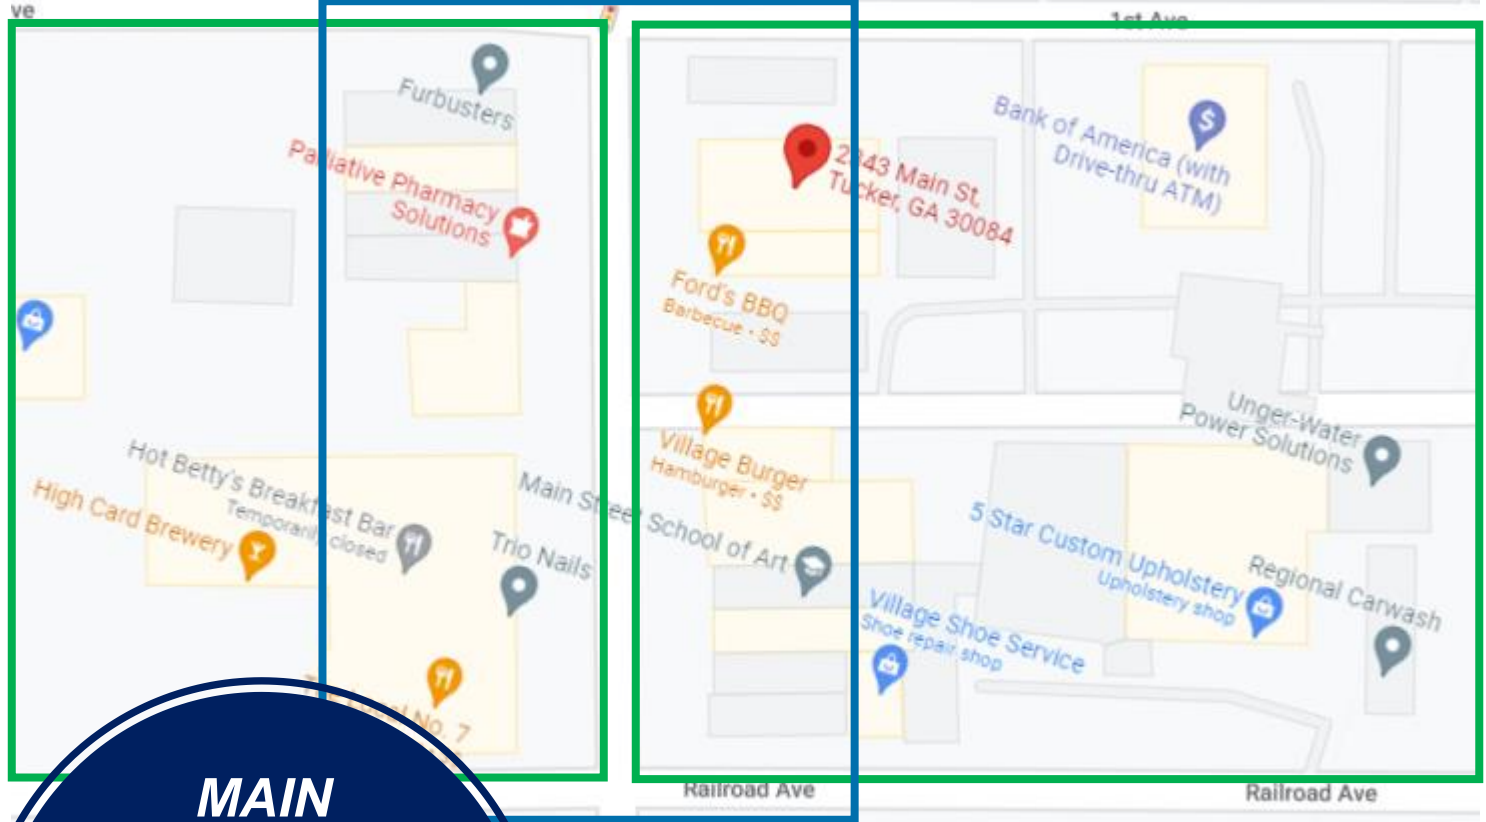 ve
1st Ave
Furbusters
Palliative Pharmacy
Solutions
2343 Main St,
Tucker, GA 30084
Bank of America (with
Drive-thru ATM)
Ford's BBQ
Barbecue • $$
Village Burger
Hamburger • $$
Unger-Water
Power Solutions
Hot Betty's Breakfast Bar
Temporarily closed
High Card Brewery
Main Street School of Art
Trio Nails
5 Star Custom Upholstery
Upholstery shop
Regional Carwash
Village Shoe Service
Shoe repair shop
No. 7
Railroad Ave
Railroad Ave
MAIN